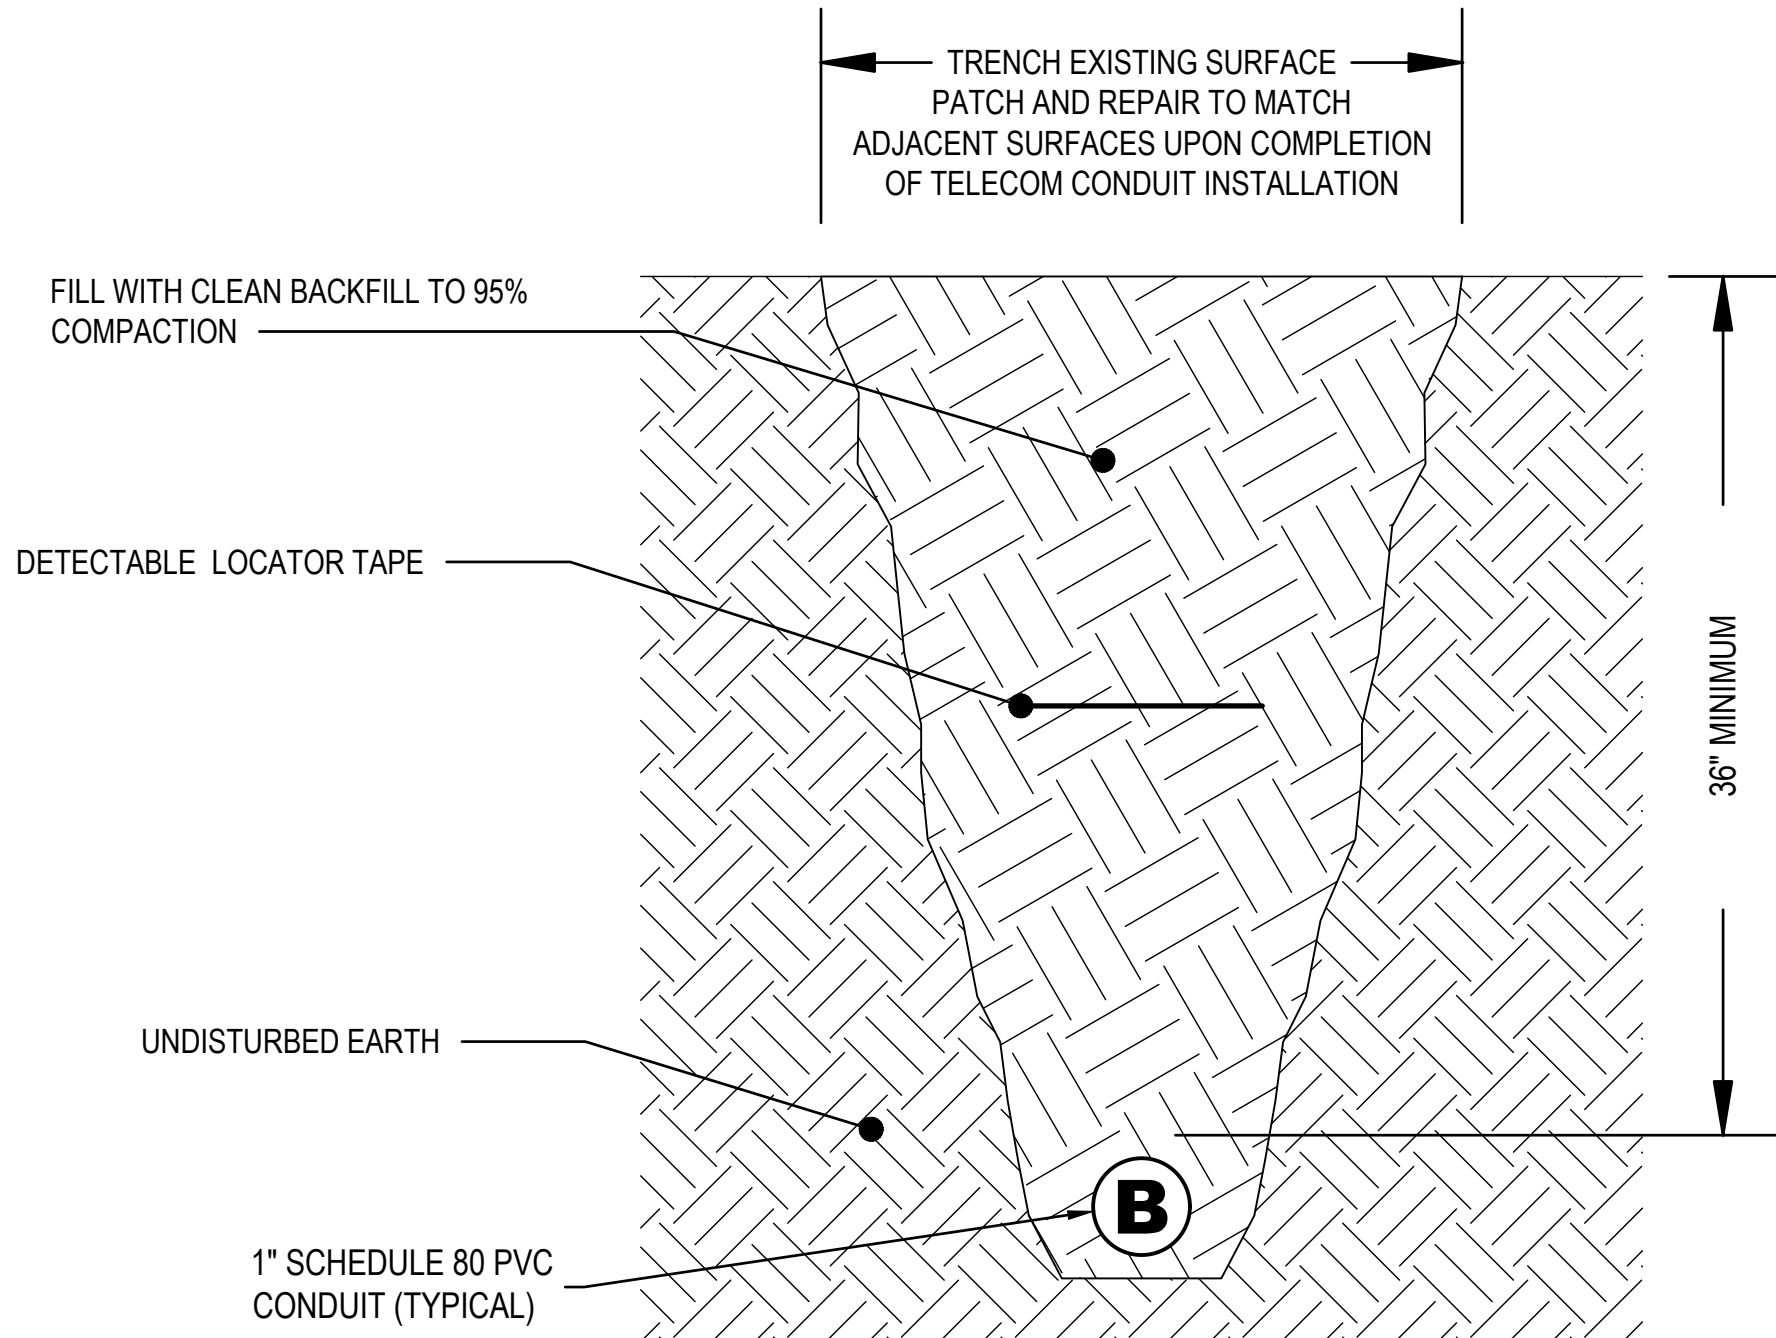 TRENCH EXISTING SURFACE
PATCH AND REPAIR TO MATCH
ADJACENT SURFACES UPON COMPLETION
OF TELECOM CONDUIT INSTALLATION
FILL WITH CLEAN BACKFILL TO 95%
COMPACTION
DETECTABLE LOCATOR TAPE
36" MINIMUM
UNDISTURBED EARTH
B
1" SCHEDULE 80 PVC
CONDUIT (TYPICAL)